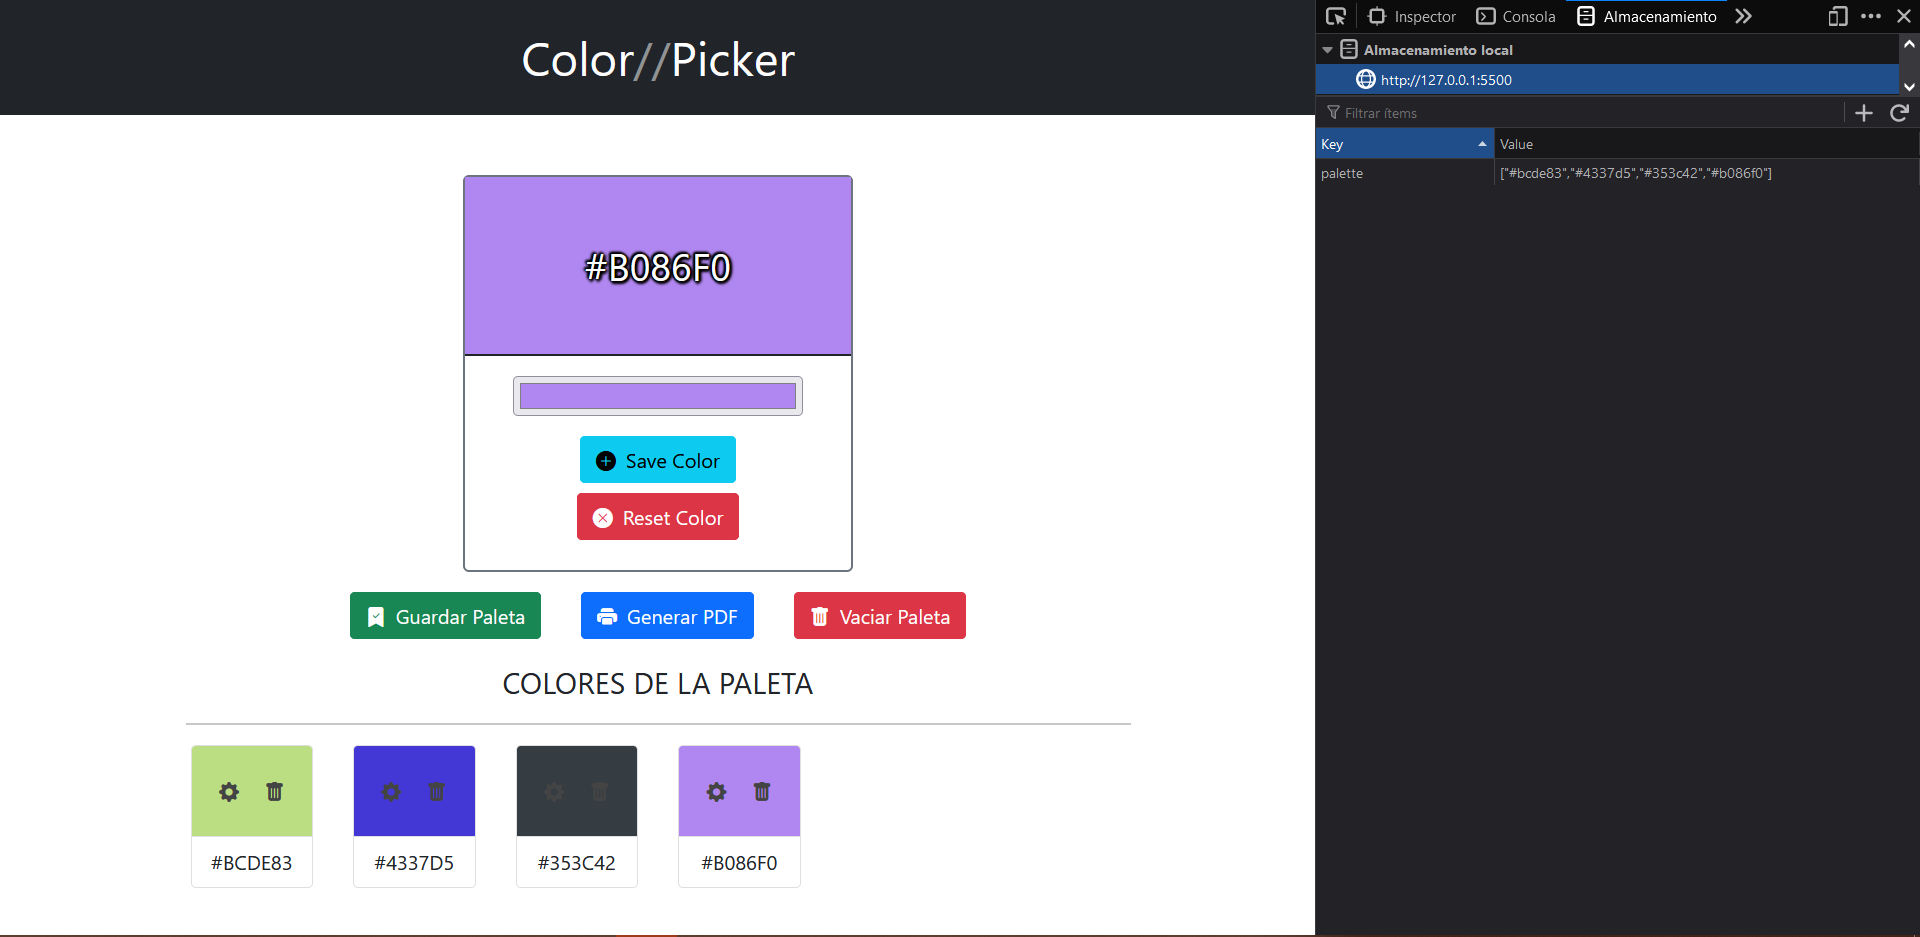 Color//Picker
#B086F0
Save Color
Reset Color
Guardar Paleta
Generar PDF
Vaciar Paleta
COLORES DE LA PALETA
#BCDE83
#4337D5
#353C42
#B086F0
Inspector
Consola
Almacenamiento
Almacenamiento local
http://127.0.0.1:5500
Filtrar ítems
Key
Value
palette
["#bcde83","#4337d5","#353c42","#b086f0"]